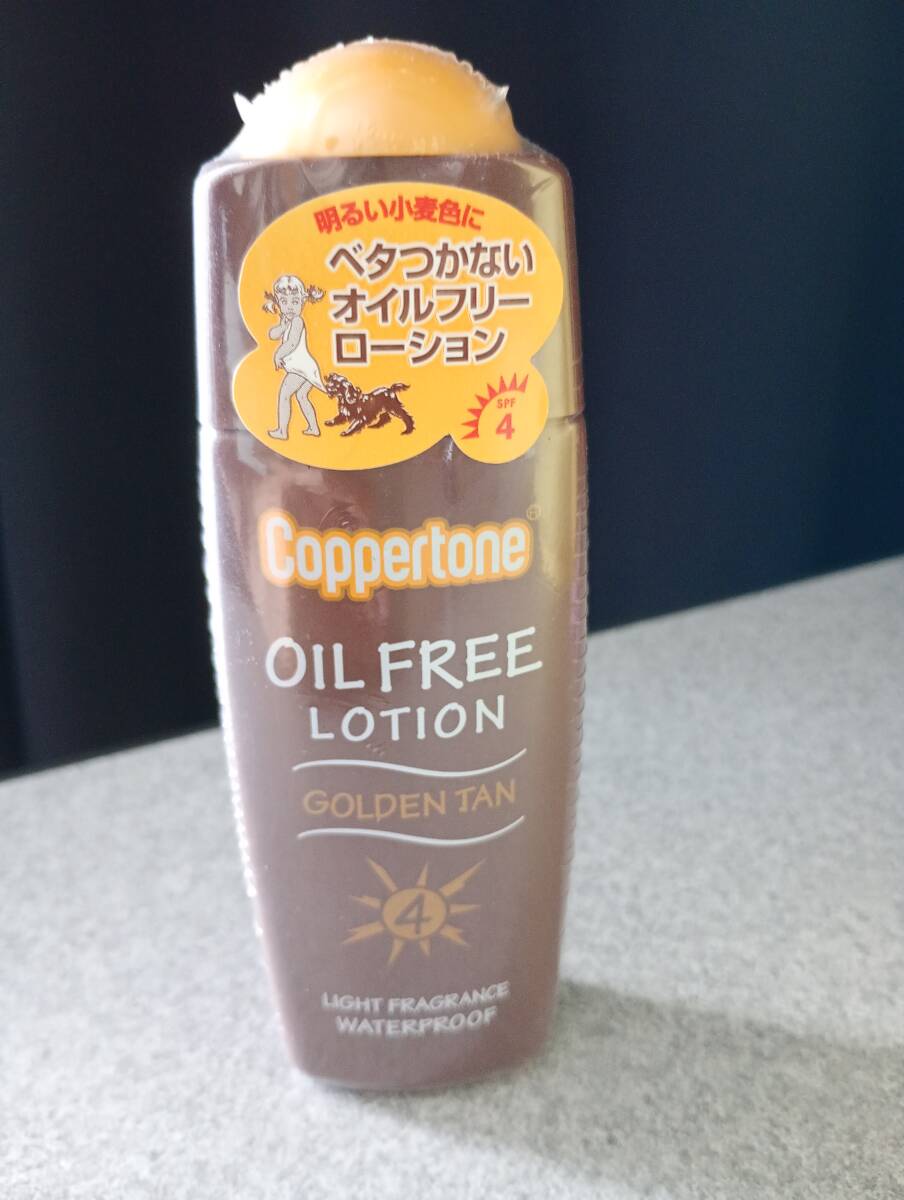 明るい小麦色に
ベタつかない
オイルフリー
ローション
SPF
4
Coppertone®
OIL FREE
LOTION
GOLDEN TAN
4
LIGHT FRAGRANCE
WATERPROOF